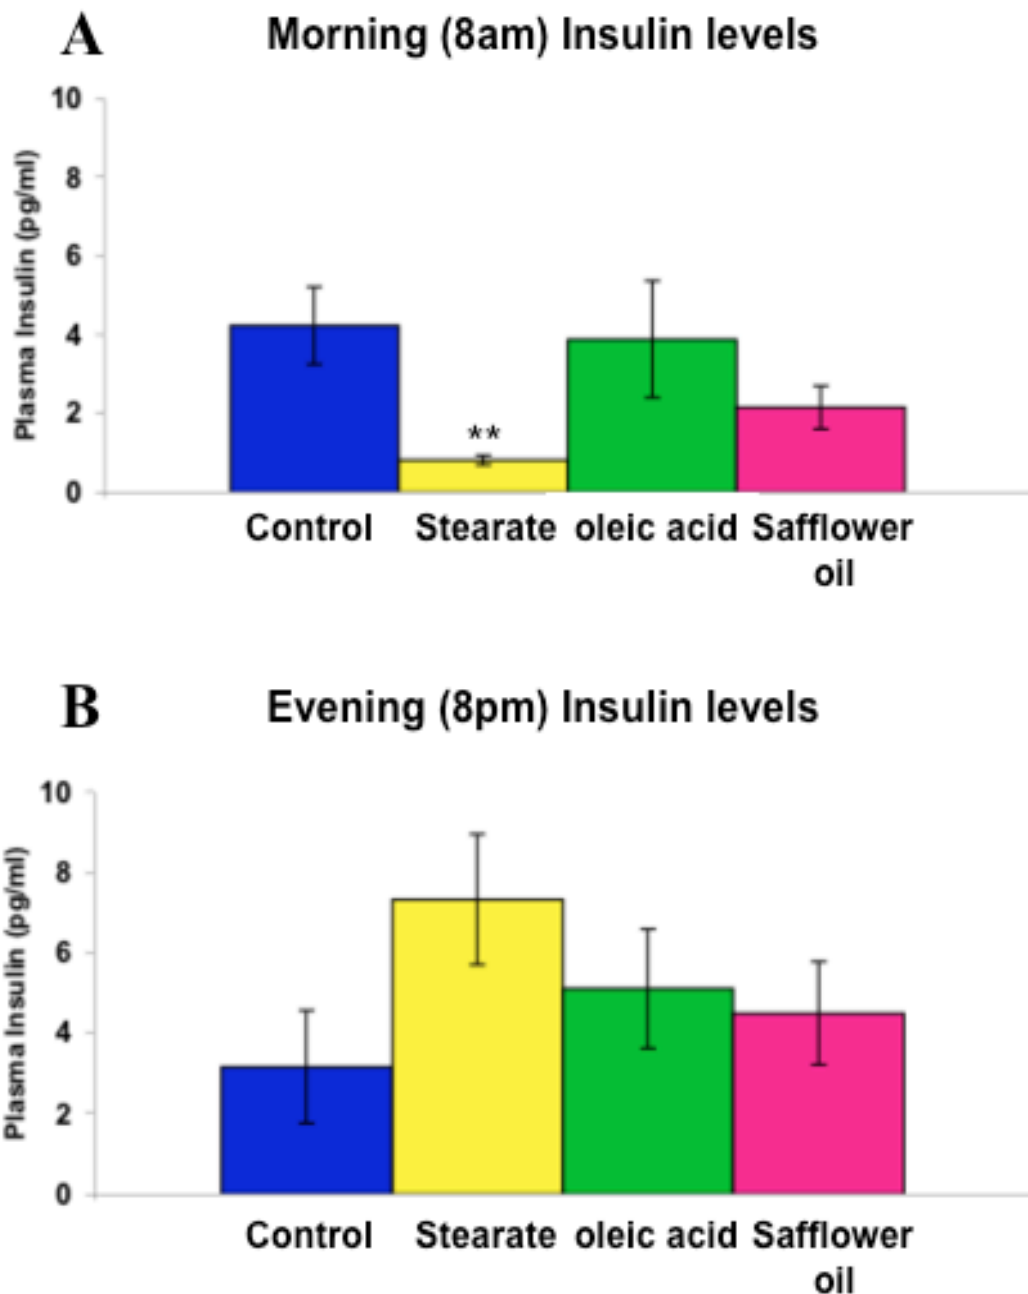 A Morning (8am) Insulin levels
Plasma Insulin (pg/ml)
10
8
6
4
2
0
**
Control Stearate oleic acid Safflower
oil
B Evening (8pm) Insulin levels
Plasma Insulin (pg/ml)
10
8
6
4
2
0
Control Stearate oleic acid Safflower
oil